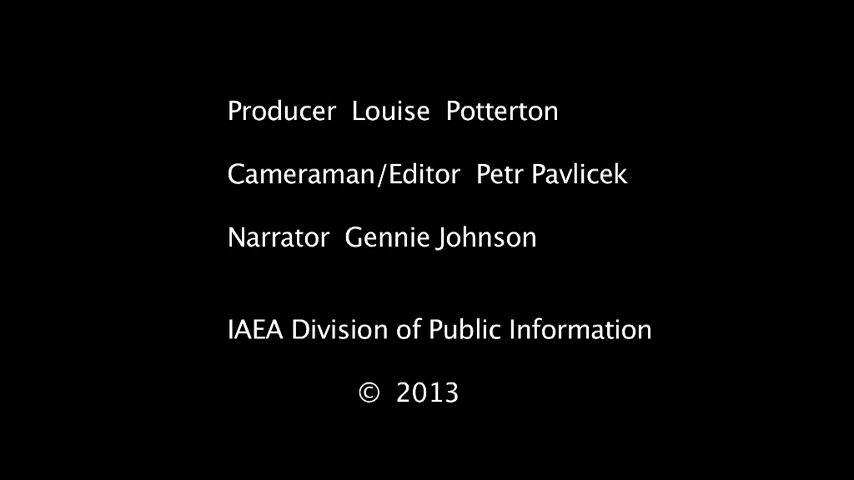 Producer Louise Potterton
Cameraman/Editor Petr Pavlicek
Narrator Gennie Johnson
IAEA Division of Public Information
© 2013